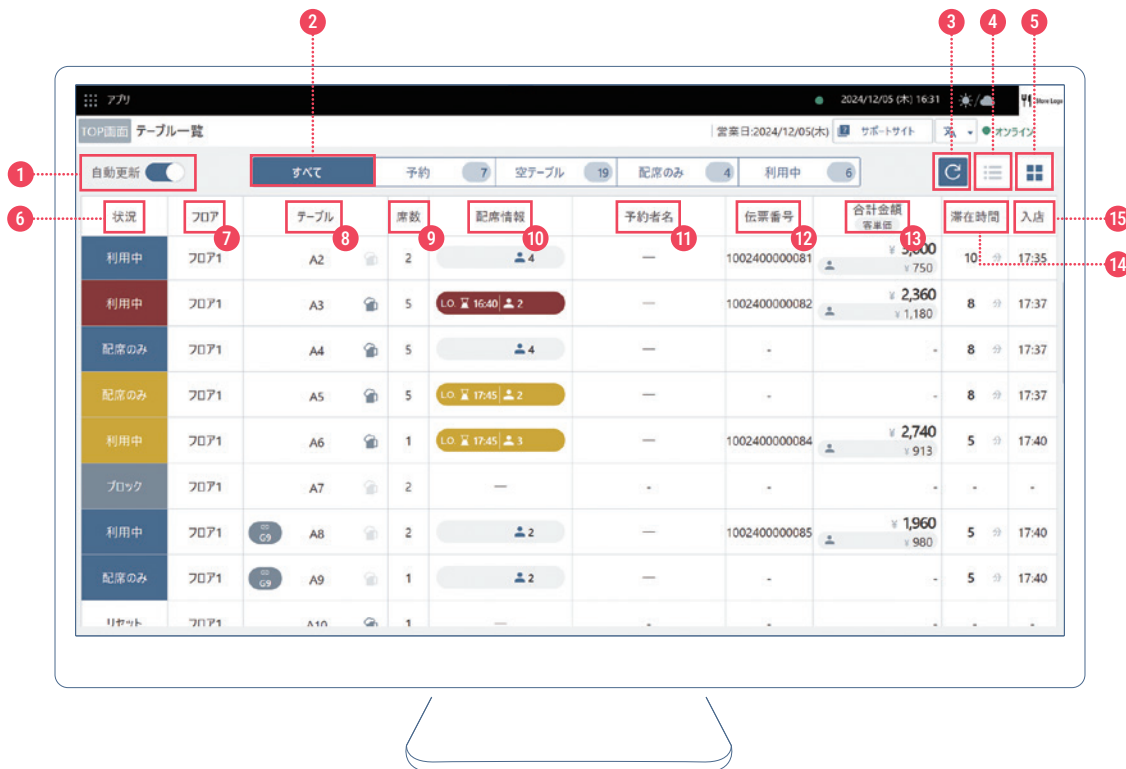 2 3 4 5
アプリ 2024/12/05 (木) 16:31 / Store Logo
TOP画面 テーブル一覧 営業日:2024/12/05(木) サポートサイト オンライン
1 自動更新 すべて 予約 7 空テーブル 19 配席のみ 4 利用中 6
6 状況 フロア テーブル 席数 配席情報 予約者名 伝票番号 合計金額 滞在時間 入店 15
客単価
7 8 9 10 11 12 13 14
利用中 フロア1 A2 2 4 — 1002400000081 ¥ 10 分 17:35
¥ 750
利用中 フロア1 A3 5 L.O. 16:40 2 — 1002400000082 ¥ 2,360 8 分 17:37
¥ 1,180
配席のみ フロア1 A4 5 4 — - - 8 分 17:37
配席のみ フロア1 A5 5 L.O. 17:45 2 — - - 8 分 17:37
利用中 フロア1 A6 1 L.O. 17:45 3 — 1002400000084 ¥ 2,740 5 分 17:40
¥ 913
ブロック フロア1 A7 2 — - - - - -
利用中 フロア1 G9 A8 2 2 — 1002400000085 ¥ 1,960 5 分 17:40
¥ 980
配席のみ フロア1 G9 A9 1 2 — - - 5 分 17:40
リセット フロア1 A10 1 — - - - - -